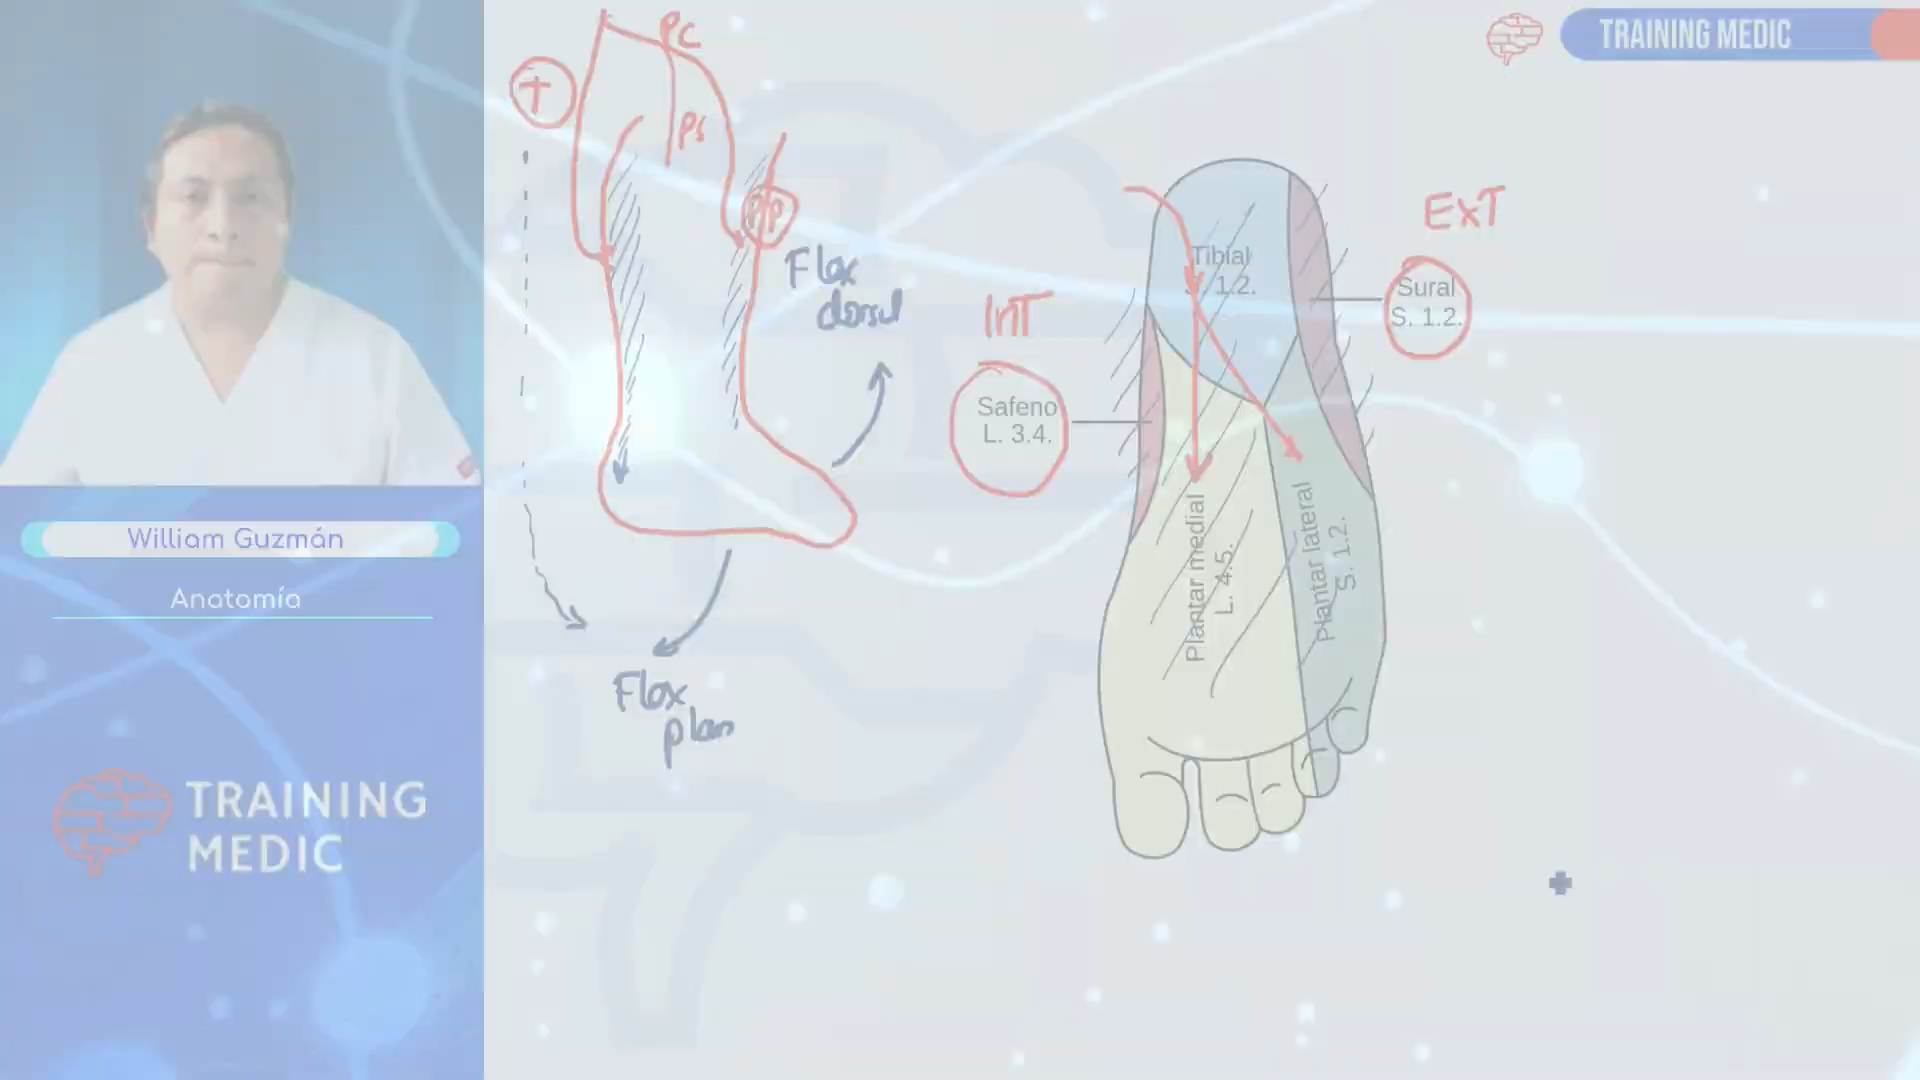 TRAINING MEDIC
PC
T
PS
PP
Flex
dorsal
Flex
plan
ExT
InT
Tibial
S. 1.2.
Sural
S. 1.2.
Safeno
L. 3.4.
Plantar medial
L. 4.5.
Plantar lateral
S. 1.2.
William Guzmán
Anatomía
TRAINING
MEDIC